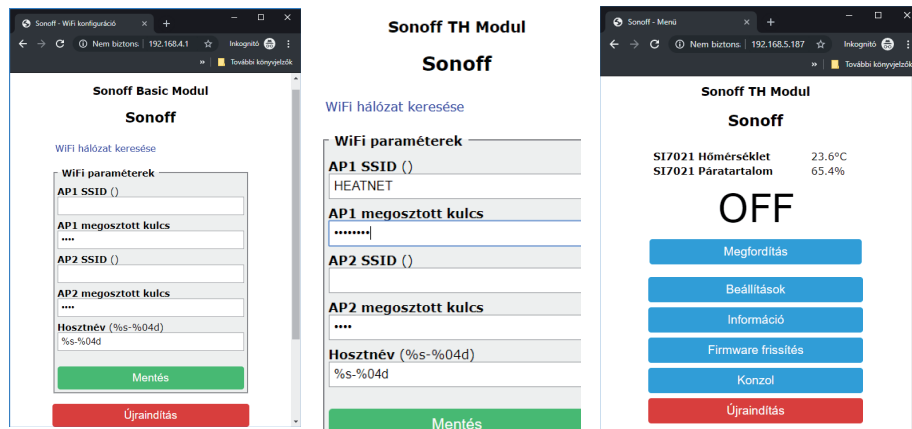 Sonoff - WiFi konfiguráció
Nem biztons
192.168.4.1
Inkognitó
»
További könyvjelzők
Sonoff Basic Modul
Sonoff
WiFi hálózat keresése
WiFi paraméterek
AP1 SSID ()
AP1 megosztott kulcs
••••
AP2 SSID ()
AP2 megosztott kulcs
••••
Hosztnév (%s-%04d)
%s-%04d
Mentés
Újraindítás
Sonoff TH Modul
Sonoff
WiFi hálózat keresése
WiFi paraméterek
AP1 SSID ()
HEATNET
AP1 megosztott kulcs
••••••••
AP2 SSID ()
AP2 megosztott kulcs
••••
Hosztnév (%s-%04d)
%s-%04d
Mentés
Sonoff - Menü
Nem biztons
192.168.5.187
Inkognitó
»
További könyvjelzők
Sonoff TH Modul
Sonoff
SI7021 Hőmérséklet 23.6°C
SI7021 Páratartalom 65.4%
OFF
Megfordítás
Beállítások
Információ
Firmware frissítés
Konzol
Újraindítás